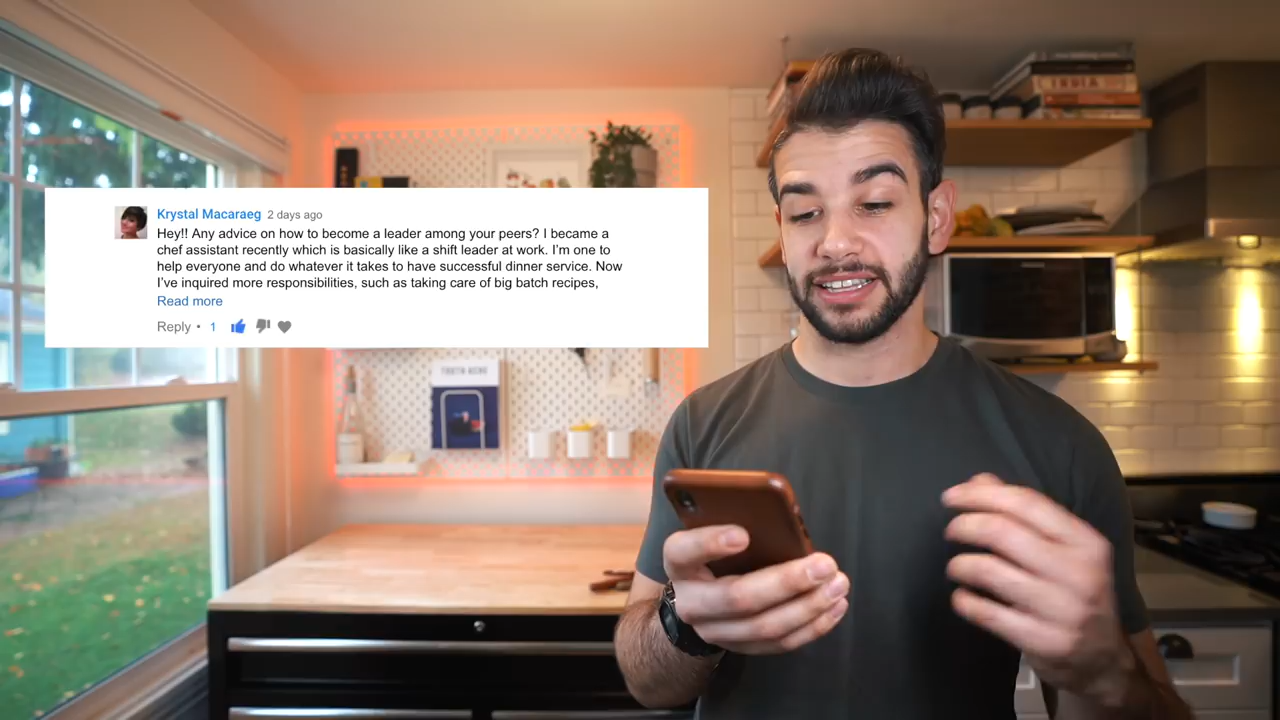 Krystal Macaraeg 2 days ago
Hey!! Any advice on how to become a leader among your peers? I became a
chef assistant recently which is basically like a shift leader at work. I'm one to
help everyone and do whatever it takes to have successful dinner service. Now
I've inquired more responsibilities, such as taking care of big batch recipes,
Read more
Reply • 1
INDIA
TOOTH ACHE